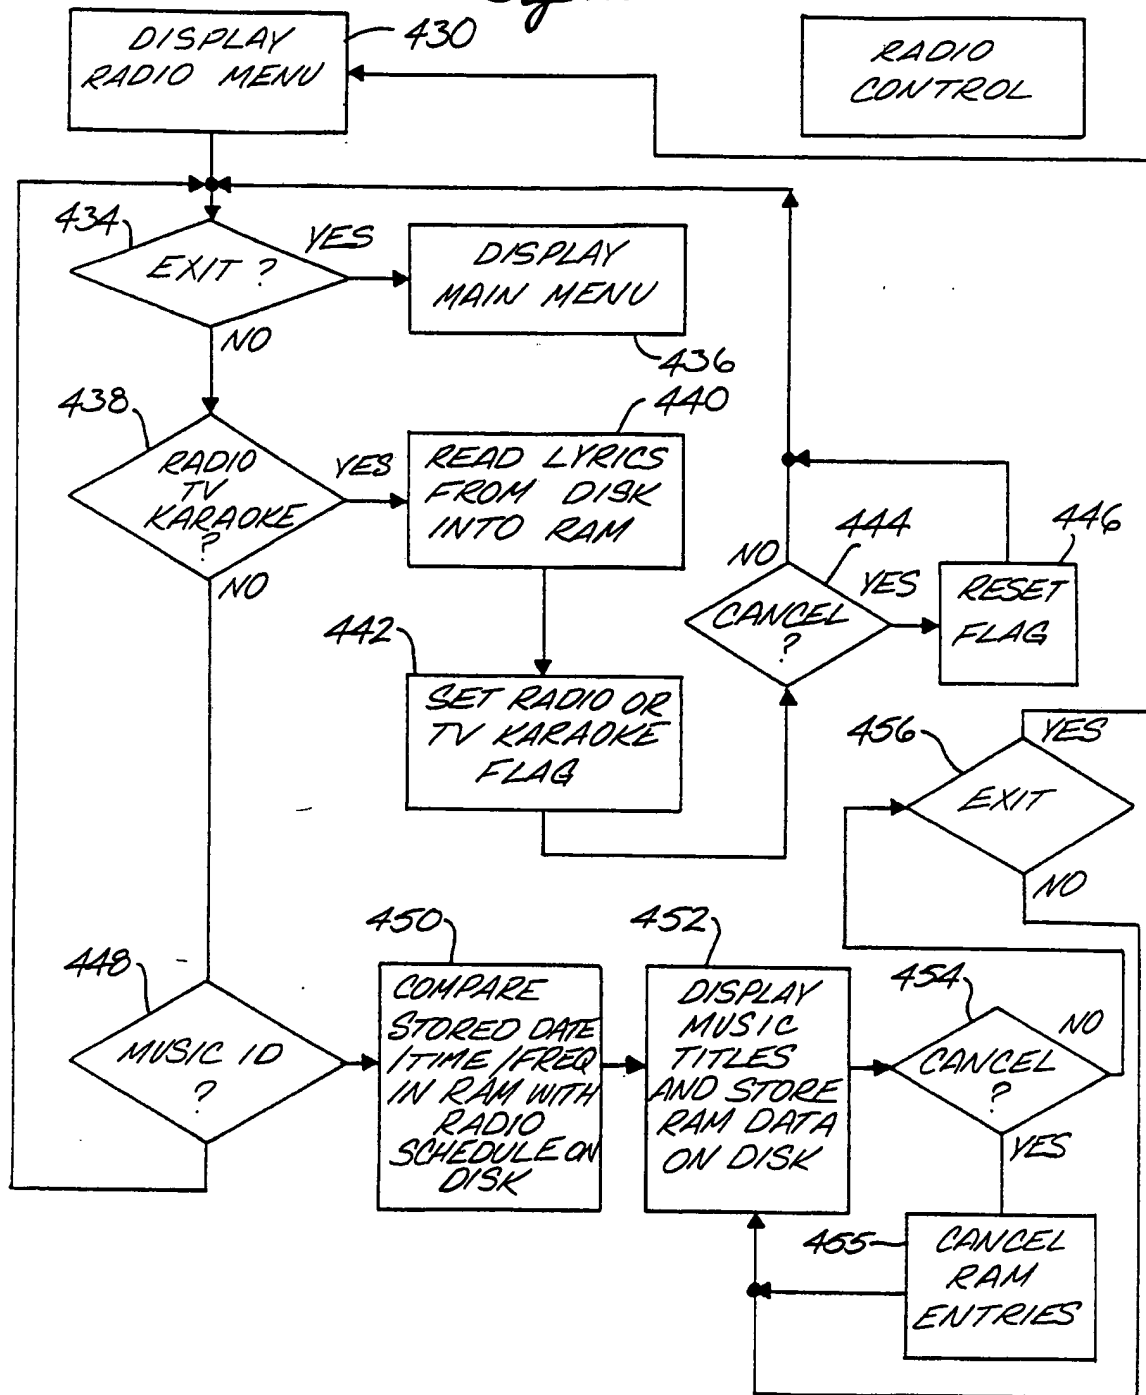 DISPLAY
RADIO MENU
430
RADIO
CONTROL
434
EXIT ?
YES
NO
DISPLAY
MAIN MENU
436
438
RADIO
TV
KARAOKE
?
YES
NO
440
READ LYRICS
FROM DISK
INTO RAM
442
SET RADIO OR
TV KARAOKE
FLAG
444
NO
YES
CANCEL
?
446
RESET
FLAG
456
YES
EXIT
NO
448
MUSIC ID
?
450
COMPARE
STORED DATE
/TIME/FREQ
IN RAM WITH
RADIO
SCHEDULE ON
DISK
452
DISPLAY
MUSIC
TITLES
AND STORE
RAM DATA
ON DISK
454
NO
CANCEL
?
YES
455
CANCEL
RAM
ENTRIES